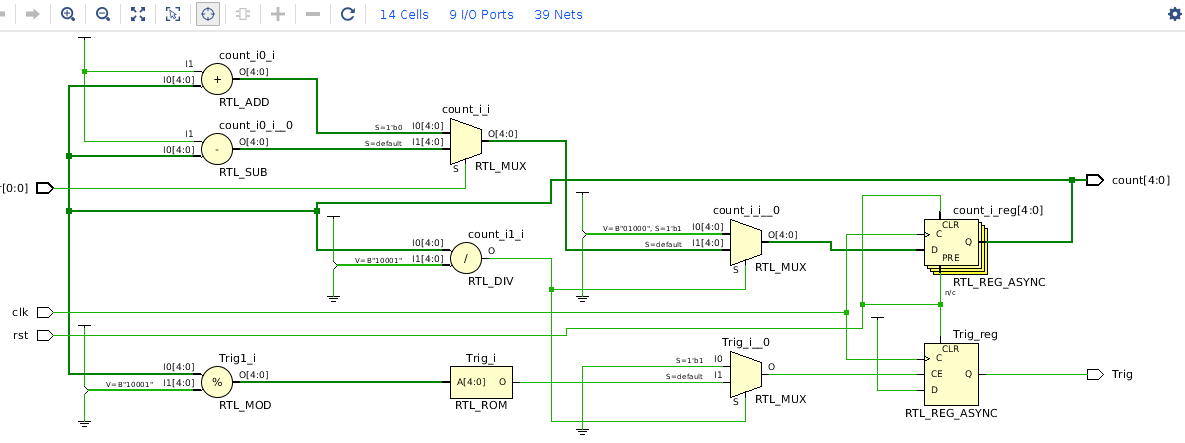 14 Cells 9 I/O Ports 39 Nets
count_i0_i
I1
I0[4:0]
+
O[4:0]
RTL_ADD
count_i0_i__0
I1
I0[4:0]
-
O[4:0]
RTL_SUB
count_i_i
S=1'b0 I0[4:0]
S=default I1[4:0]
O[4:0]
S
RTL_MUX
r[0:0]
count[4:0]
count_i1_i
I0[4:0]
V=B"10001" I1[4:0]
/
O
RTL_DIV
count_i_i__0
V=B"01000", S=1'b1 I0[4:0]
S=default I1[4:0]
O[4:0]
S
RTL_MUX
count_i_reg[4:0]
CLR
C
D
Q
PRE
RTL_REG_ASYNC
n/c
clk
rst
Trig1_i
I0[4:0]
V=B"10001" I1[4:0]
%
O[4:0]
RTL_MOD
Trig_i
A[4:0] O
RTL_ROM
Trig_i__0
S=1'b1 I0
S=default I1
O
S
RTL_MUX
Trig_reg
CLR
C
CE
D
Q
RTL_REG_ASYNC
Trig